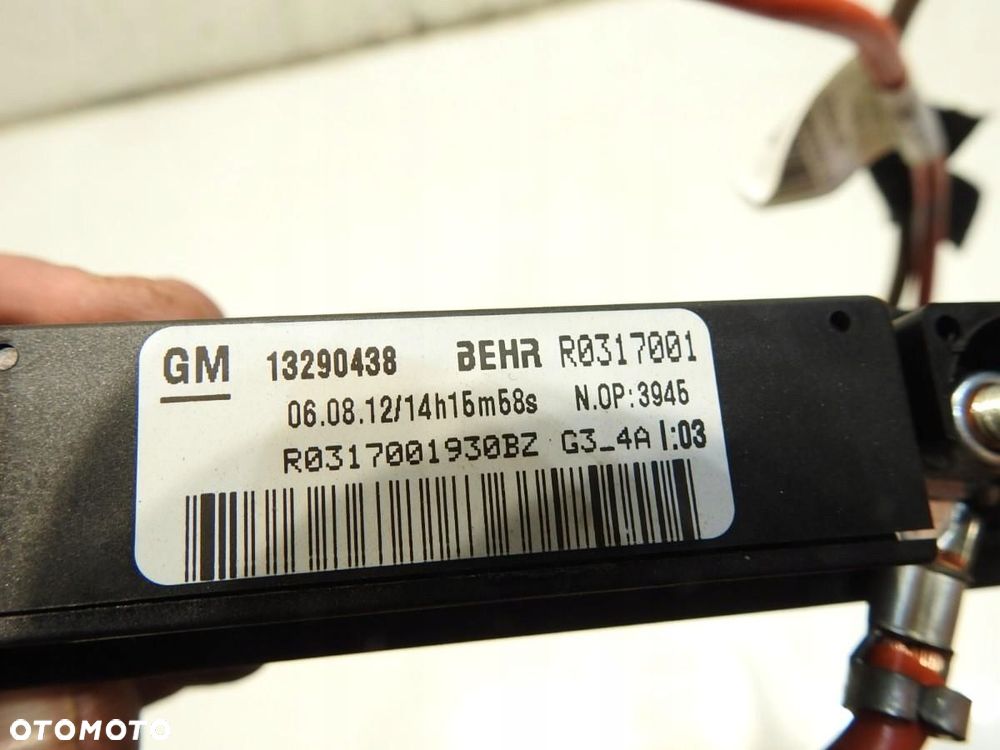 GM 13290438 BEHR R0317001
06.08.12/14h15m58s N.OP:3945
R0317001930BZ G3_4A I:03
OTOMOTO